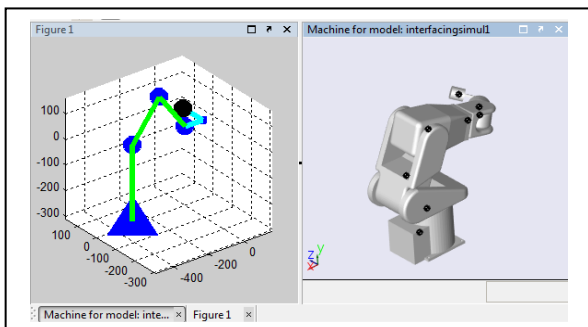 Figure 1
Machine for model: interfacingsimul1
100
0
-100
-200
-300
100
0
-100
-200
-300
-400
-200
0
z y
x
Machine for model: inte... × Figure 1 ×